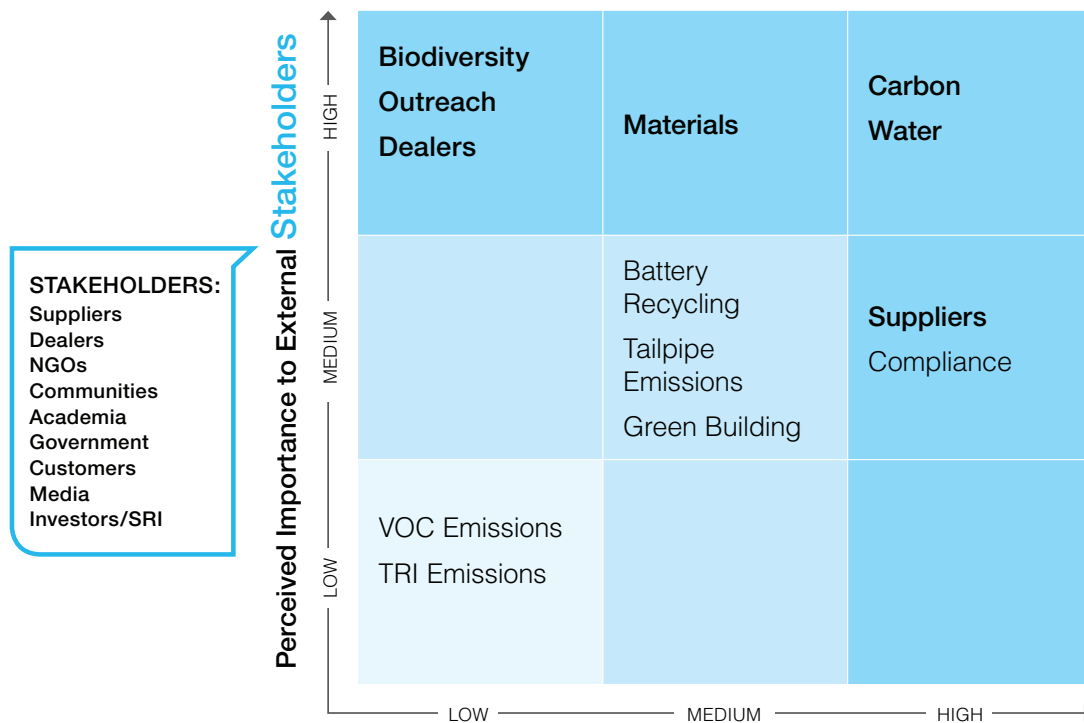 Perceived Importance to External Stakeholders
STAKEHOLDERS:
Suppliers
Dealers
NGOs
Communities
Academia
Government
Customers
Media
Investors/SRI
HIGH
MEDIUM
LOW
Biodiversity
Outreach
Dealers
Materials
Carbon
Water
Battery
Recycling
Tailpipe
Emissions
Green Building
Suppliers
Compliance
VOC Emissions
TRI Emissions
LOW
MEDIUM
HIGH